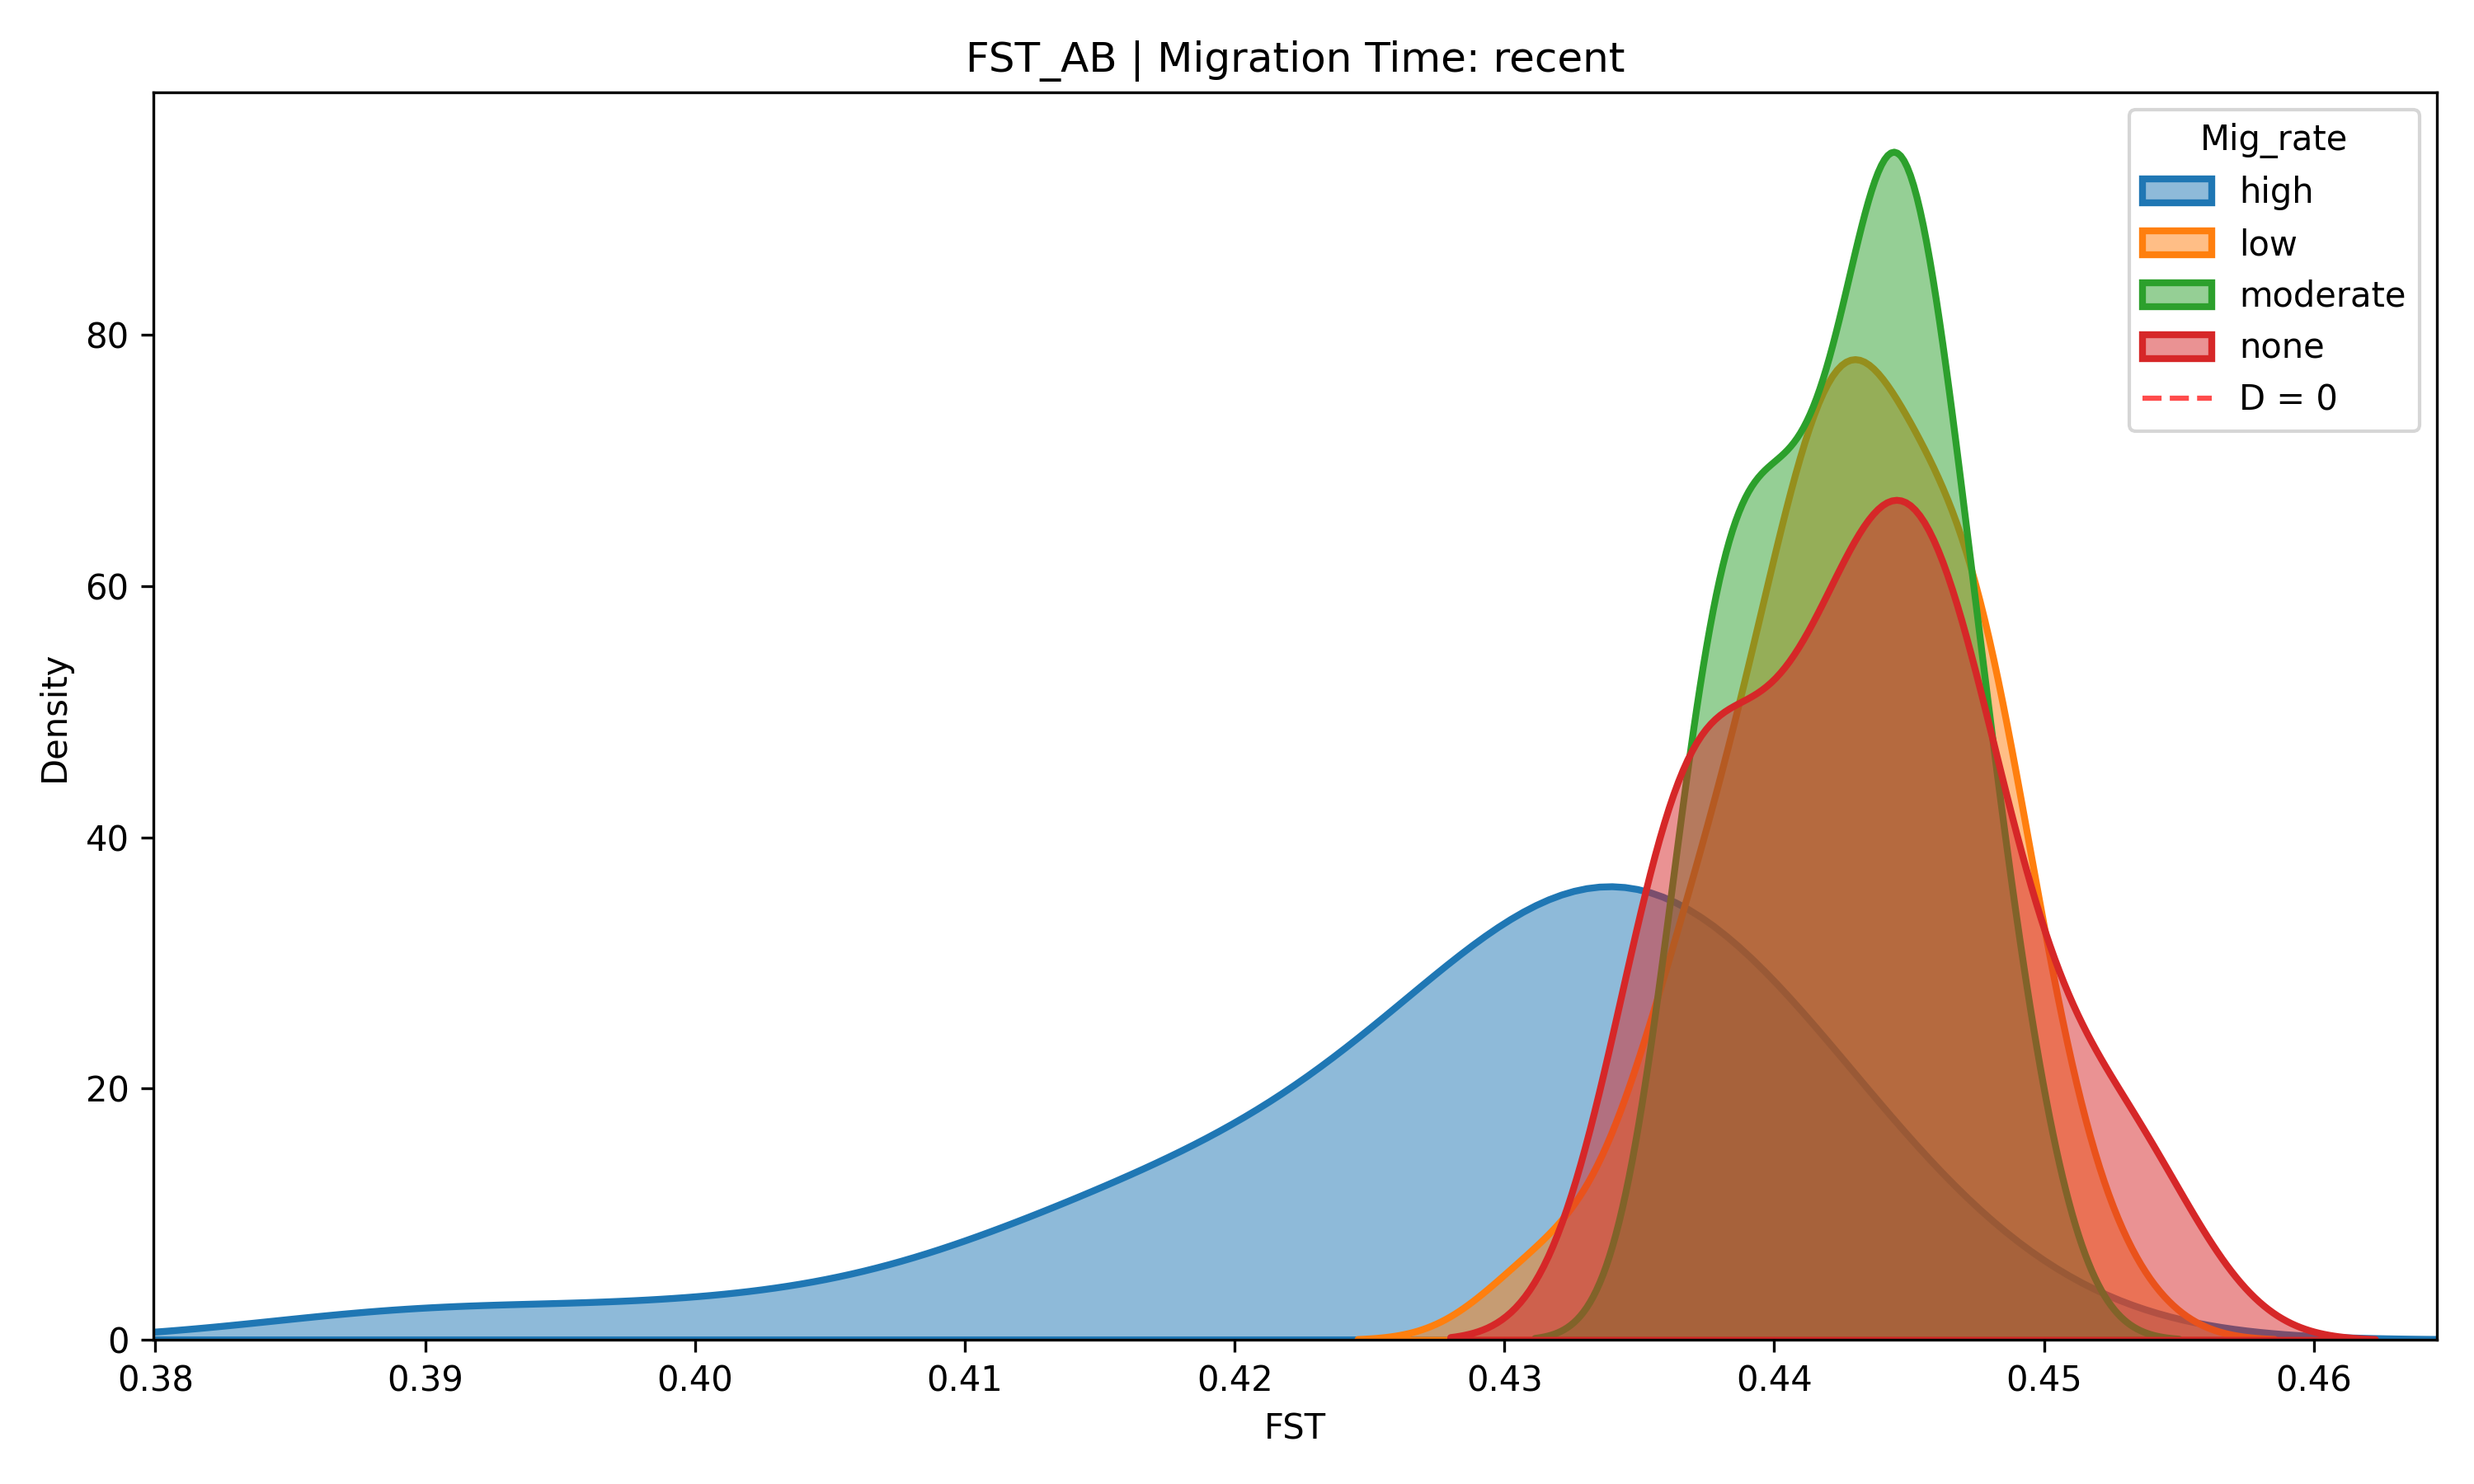 FST_AB | Migration Time: recent
Mig_rate
high
low
moderate
none
D = 0
Density
80
60
40
20
0
0.38 0.39 0.40 0.41 0.42 0.43 0.44 0.45 0.46
FST